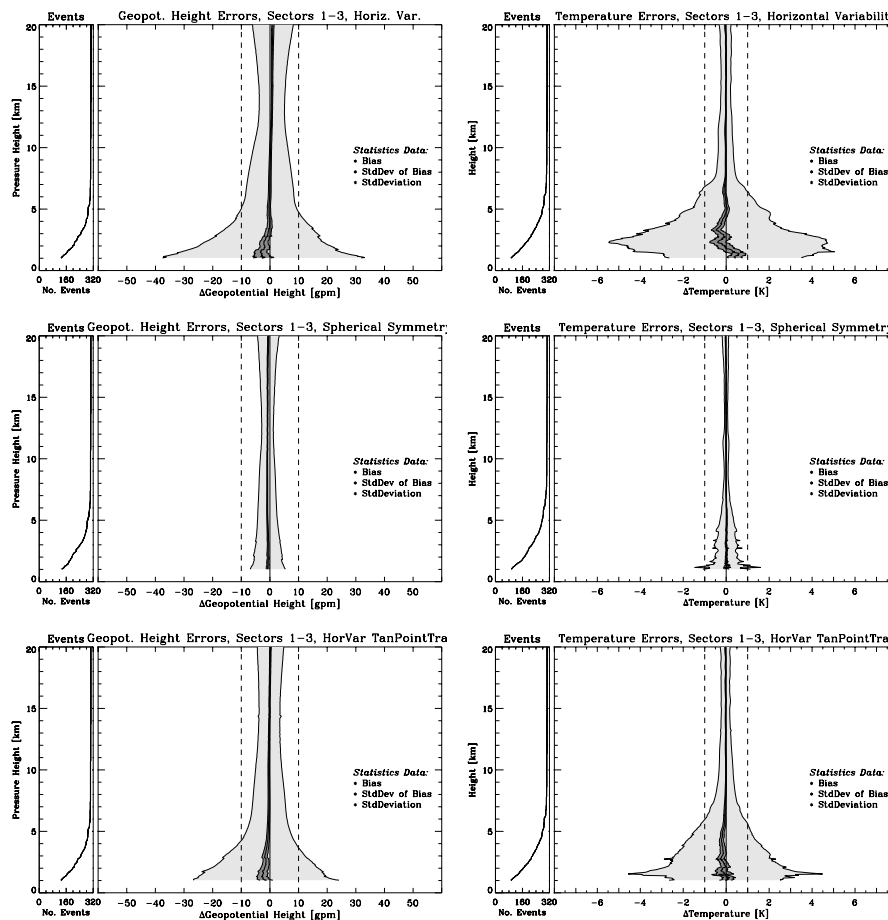 Events Geopot. Height Errors, Sectors 1-3, Horiz. Var.
Pressure Height [km]
20
15
10
5
0
0 160 320
No. Events
-50 -40 -30 -20 -10 0 10 20 30 40 50
ΔGeopotential Height [gpm]
Statistics Data:
Bias
StdDev of Bias
StdDeviation
Events Temperature Errors, Sectors 1-3, Horizontal Variabilit
Height [km]
20
15
10
5
0
0 160 320
No. Events
-6 -4 -2 0 2 4 6
ΔTemperature [K]
Statistics Data:
Bias
StdDev of Bias
StdDeviation
Events Geopot. Height Errors, Sectors 1-3, Spherical Symmetry
Pressure Height [km]
20
15
10
5
0
0 160 320
No. Events
-50 -40 -30 -20 -10 0 10 20 30 40 50
ΔGeopotential Height [gpm]
Statistics Data:
Bias
StdDev of Bias
StdDeviation
Events Temperature Errors, Sectors 1-3, Spherical Symmetry
Height [km]
20
15
10
5
0
0 160 320
No. Events
-6 -4 -2 0 2 4 6
ΔTemperature [K]
Statistics Data:
Bias
StdDev of Bias
StdDeviation
Events Geopot. Height Errors, Sectors 1-3, HorVar TanPointTra
Pressure Height [km]
20
15
10
5
0
0 160 320
No. Events
-50 -40 -30 -20 -10 0 10 20 30 40 50
ΔGeopotential Height [gpm]
Statistics Data:
Bias
StdDev of Bias
StdDeviation
Events Temperature Errors, Sectors 1-3, HorVar TanPointTra
Height [km]
20
15
10
5
0
0 160 320
No. Events
-6 -4 -2 0 2 4 6
ΔTemperature [K]
Statistics Data:
Bias
StdDev of Bias
StdDeviation